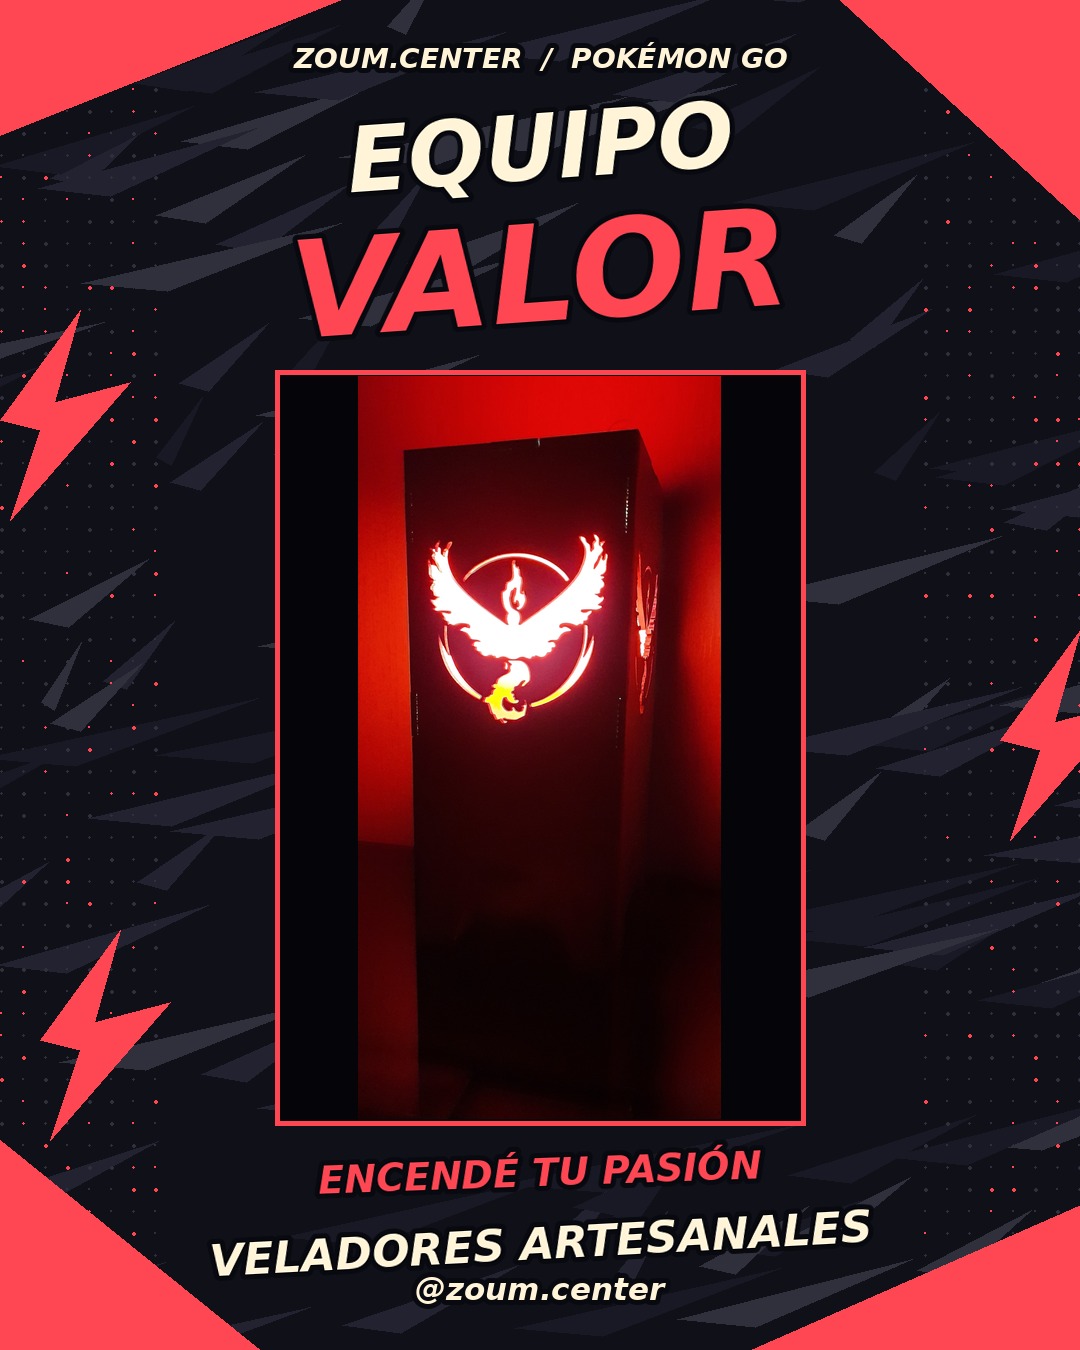 ZOUM.CENTER / POKÉMON GO
EQUIPO
VALOR
ENCENDÉ TU PASIÓN
VELADORES ARTESANALES
@zoum.center